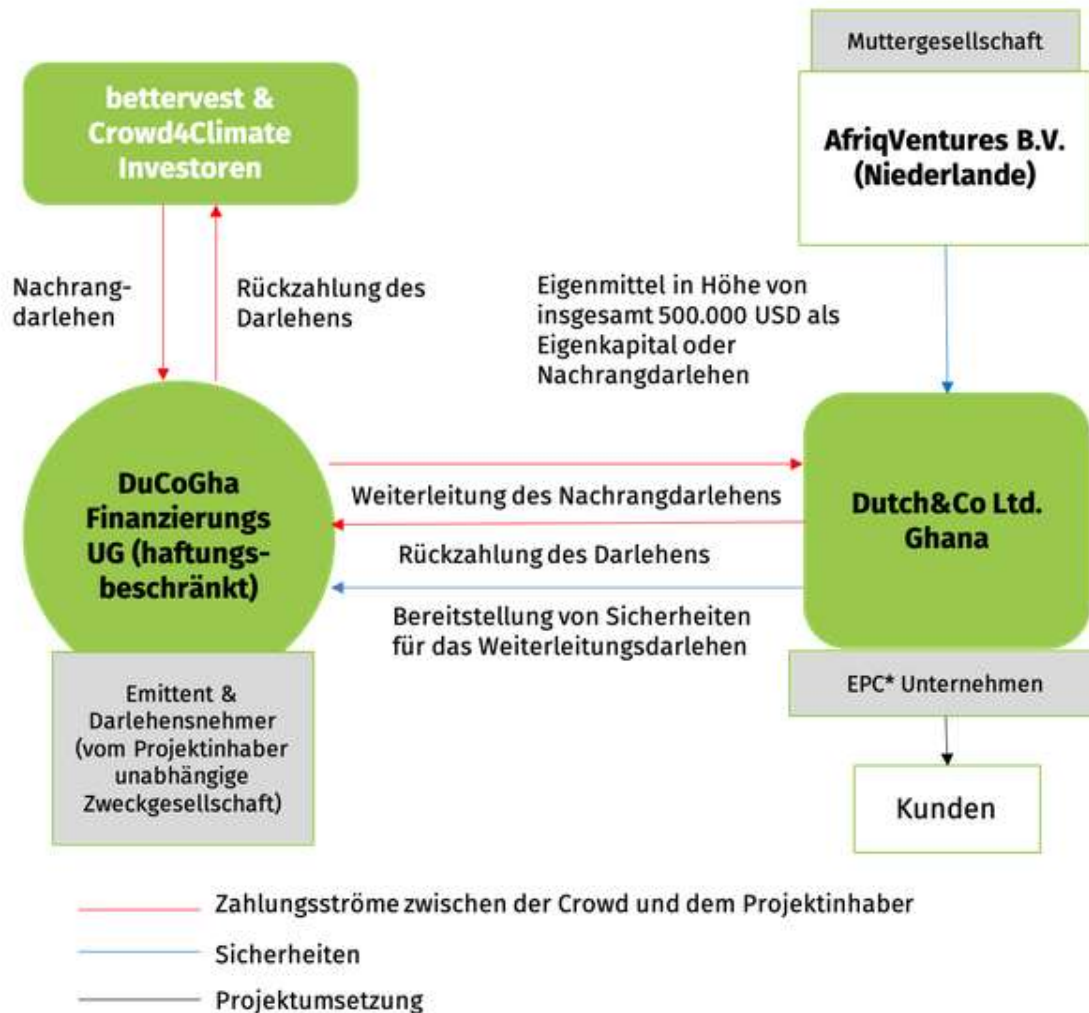 Muttergesellschaft
bettervest &
Crowd4Climate
Investoren
AfriqVentures B.V.
(Niederlande)
Nachrang-
darlehen
Rückzahlung des
Darlehens
Eigenmittel in Höhe von
insgesamt 500.000 USD als
Eigenkapital oder
Nachrangdarlehen
DuCoGha
Finanzierungs
UG (haftungs-
beschränkt)
Weiterleitung des Nachrangdarlehens
Rückzahlung des Darlehens
Bereitstellung von Sicherheiten
für das Weiterleitungsdarlehen
Dutch&Co Ltd.
Ghana
Emittent &
Darlehensnehmer
(vom Projektinhaber
unabhängige
Zweckgesellschaft)
EPC* Unternehmen
Kunden
Zahlungsströme zwischen der Crowd und dem Projektinhaber
Sicherheiten
Projektumsetzung